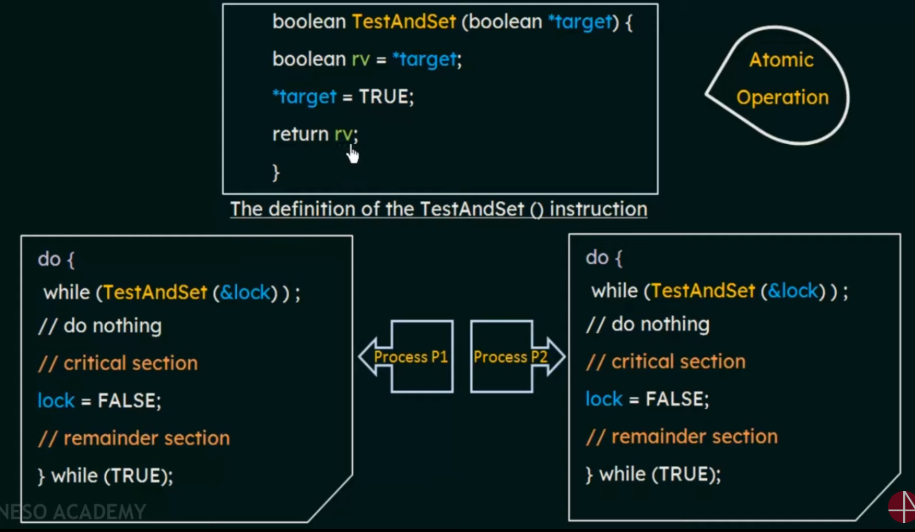 boolean TestAndSet (boolean *target) {
boolean rv = *target;
*target = TRUE;
return rv;
}
Atomic
Operation
The definition of the TestAndSet () instruction
do {
while (TestAndSet (&lock) ) ;
// do nothing
// critical section
lock = FALSE;
// remainder section
} while (TRUE);
Process P1
Process P2
do {
while (TestAndSet (&lock) ) ;
// do nothing
// critical section
lock = FALSE;
// remainder section
} while (TRUE);
NESO ACADEMY